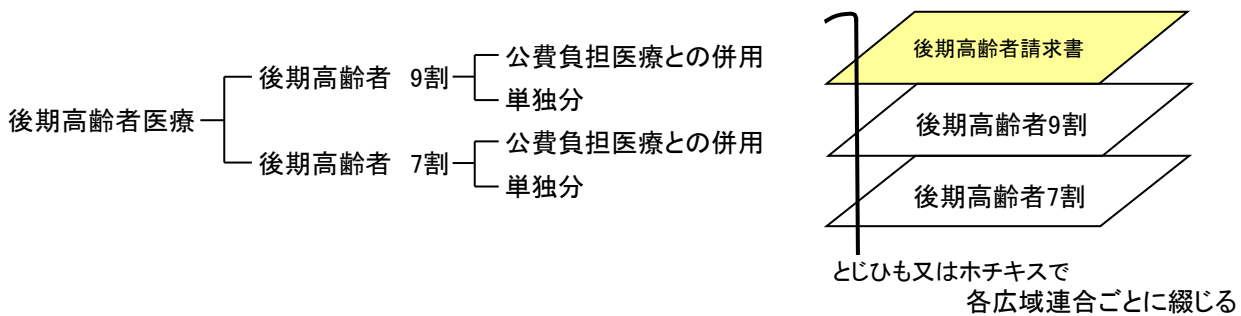 後期高齢者医療
後期高齢者 9割
公費負担医療との併用
単独分
後期高齢者 7割
公費負担医療との併用
単独分
後期高齢者請求書
後期高齢者9割
後期高齢者7割
とじひも又はホチキスで
各広域連合ごとに綴じる